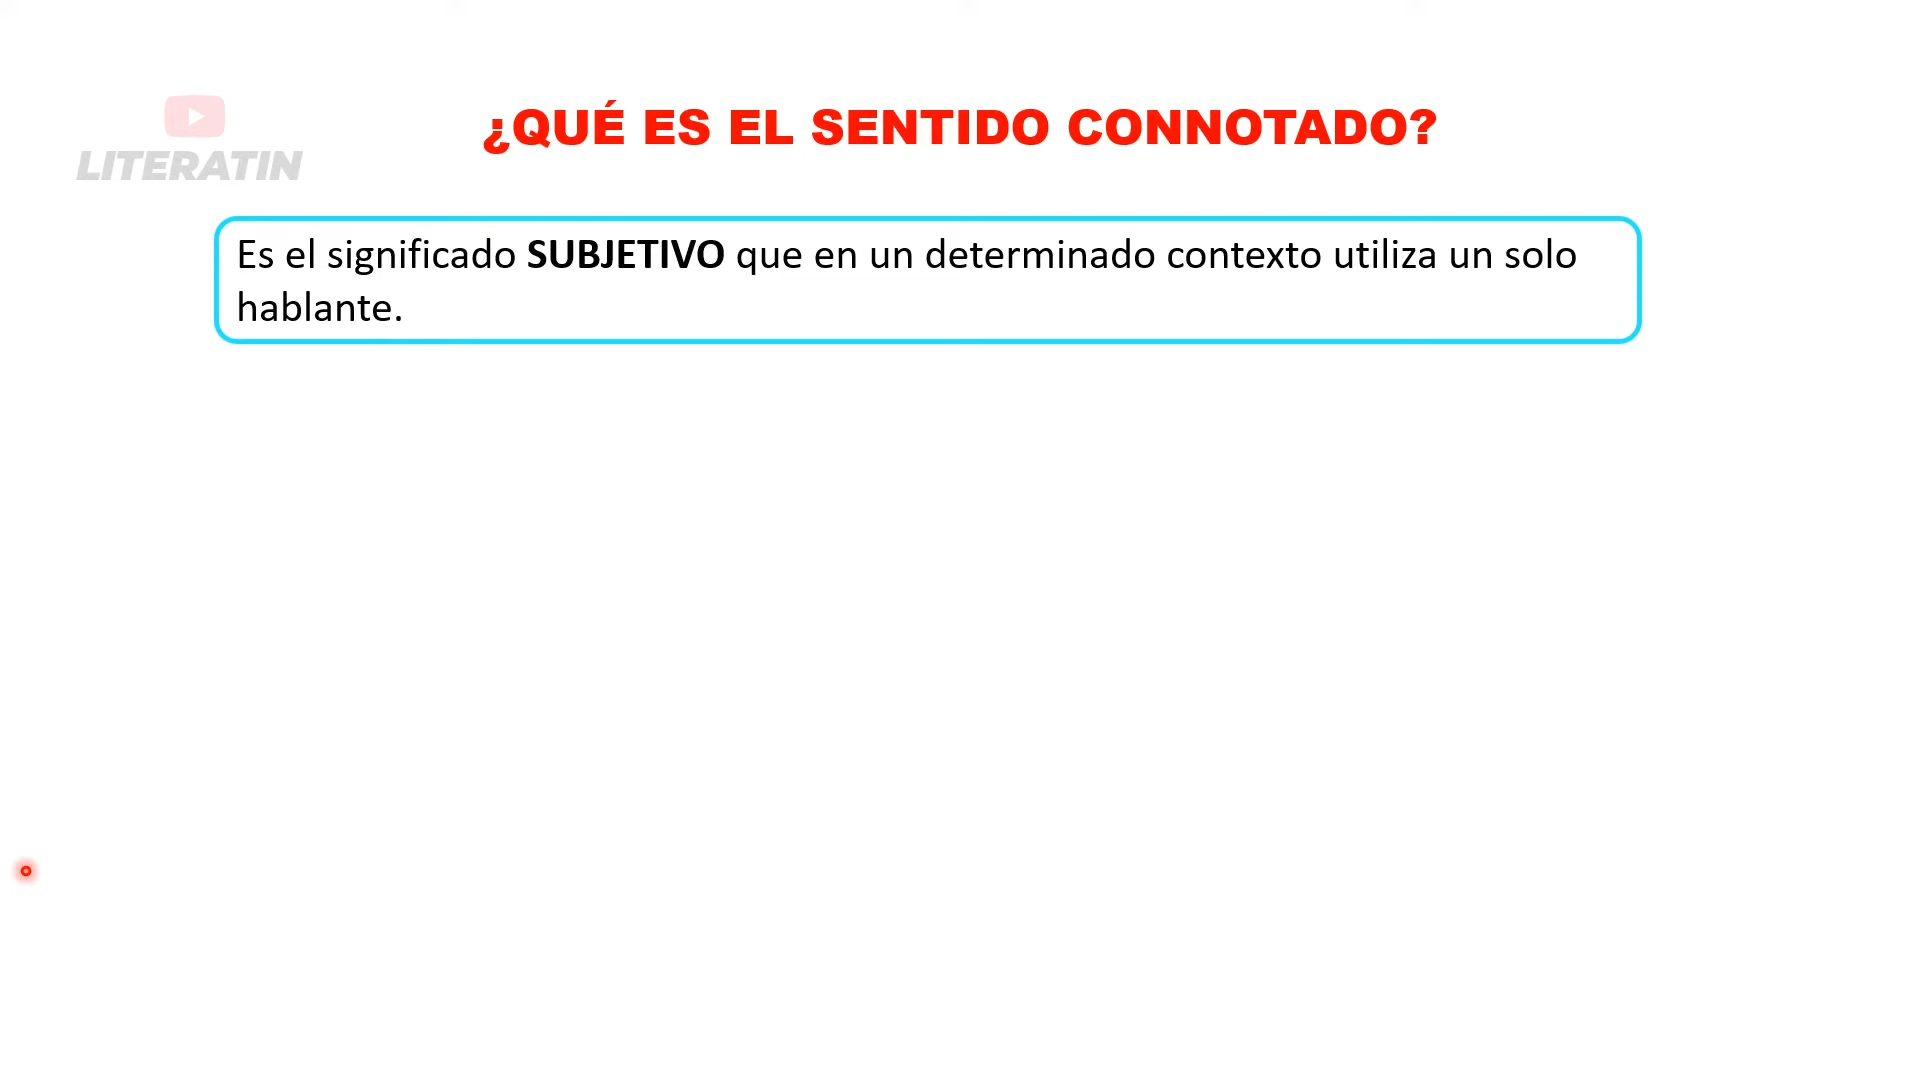 ¿QUÉ ES EL SENTIDO CONNOTADO?
LITERATIN
Es el significado SUBJETIVO que en un determinado contexto utiliza un solo
hablante.